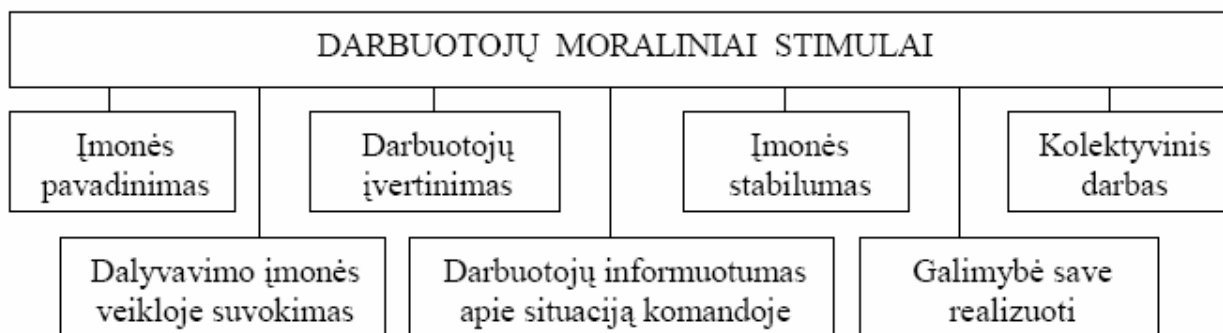 DARBUOTOJŲ MORALINIAI STIMULAI
Įmonės
pavadinimas
Darbuotojų
įvertinimas
Įmonės
stabilumas
Kolektyvinis
darbas
Dalyvavimo įmonės
veikloje suvokimas
Darbuotojų informuotumas
apie situaciją komandoje
Galimybė save
realizuoti